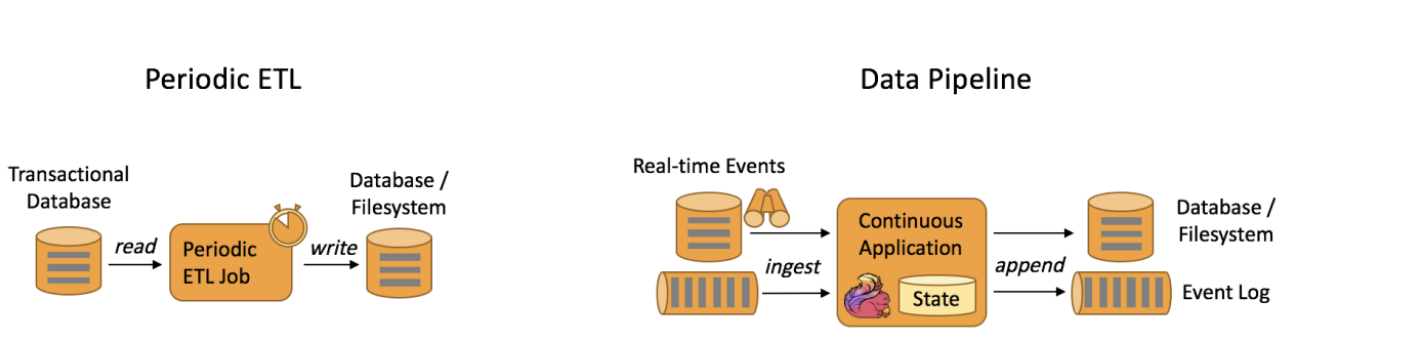 Periodic ETL
Transactional
Database
read
Periodic
ETL Job
write
Database /
Filesystem
Data Pipeline
Real-time Events
ingest
Continuous
Application
State
append
Database /
Filesystem
Event Log